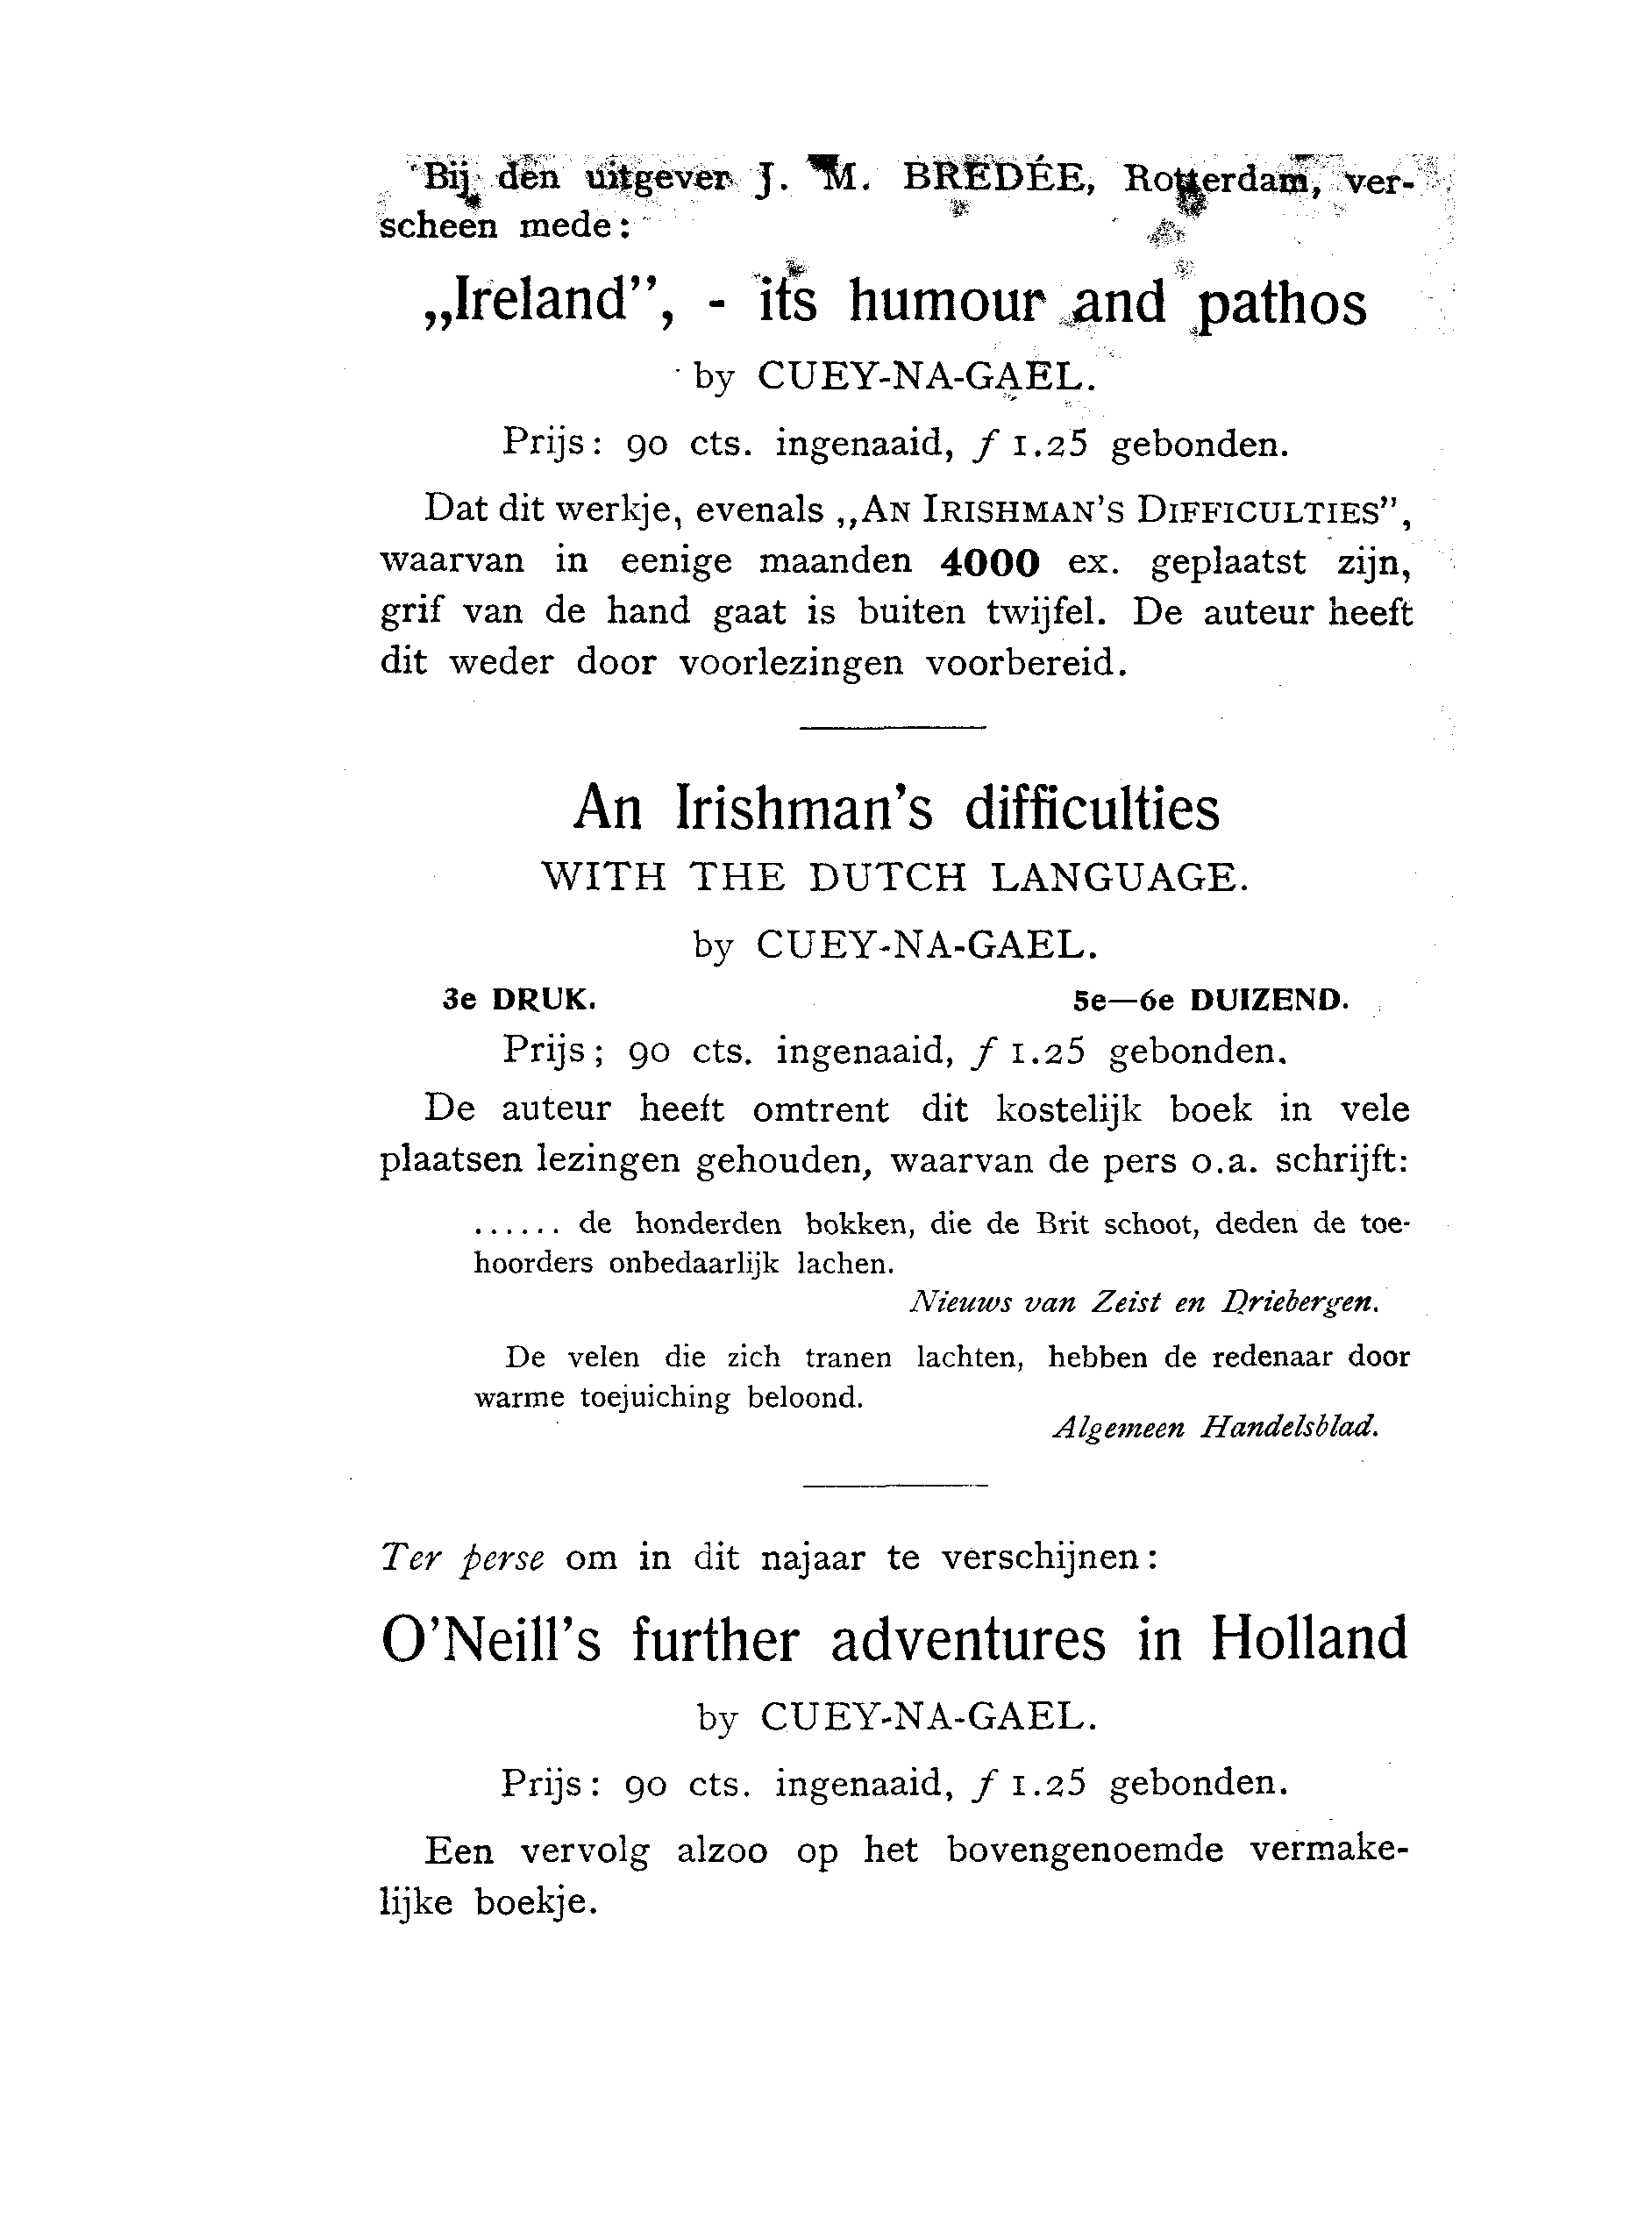 Bij den uitgever J. M. BREDÉE, Rotterdam, ver-
scheen mede:
„Ireland”, - its humour and pathos
by CUEY-NA-GAEL.
Prijs: 90 cts. ingenaaid, f 1.25 gebonden.
Dat dit werkje, evenals „AN IRISHMAN'S DIFFICULTIES”,
waarvan in eenige maanden 4000 ex. geplaatst zijn,
grif van de hand gaat is buiten twijfel. De auteur heeft
dit weder door voorlezingen voorbereid.
An Irishman's difficulties
WITH THE DUTCH LANGUAGE.
by CUEY-NA-GAEL.
3e DRUK. 5e—6e DUIZEND.
Prijs; 90 cts. ingenaaid, f 1.25 gebonden.
De auteur heeft omtrent dit kostelijk boek in vele
plaatsen lezingen gehouden, waarvan de pers o.a. schrijft:
...... de honderden bokken, die de Brit schoot, deden de toe-
hoorders onbedaarlijk lachen.
Nieuws van Zeist en Driebergen.
De velen die zich tranen lachten, hebben de redenaar door
warme toejuiching beloond.
Algemeen Handelsblad.
Ter perse om in dit najaar te verschijnen:
O'Neill's further adventures in Holland
by CUEY-NA-GAEL.
Prijs: 90 cts. ingenaaid, f 1.25 gebonden.
Een vervolg alzoo op het bovengenoemde vermake-
lijke boekje.